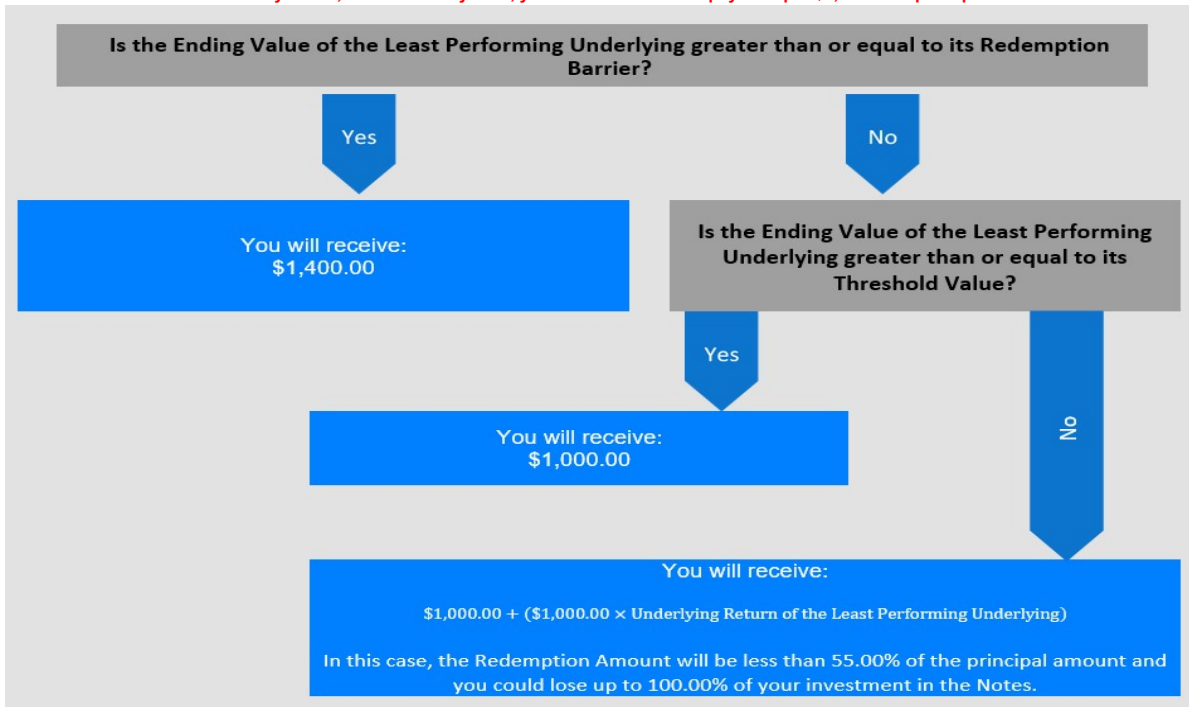 Is the Ending Value of the Least Performing Underlying greater than or equal to its Redemption
Barrier?
Yes
No
You will receive:
$1,400.00
Is the Ending Value of the Least Performing
Underlying greater than or equal to its
Threshold Value?
Yes
No
You will receive:
$1,000.00
You will receive:
$1,000.00 + ($1,000.00 × Underlying Return of the Least Performing Underlying)
In this case, the Redemption Amount will be less than 55.00% of the principal amount and
you could lose up to 100.00% of your investment in the Notes.